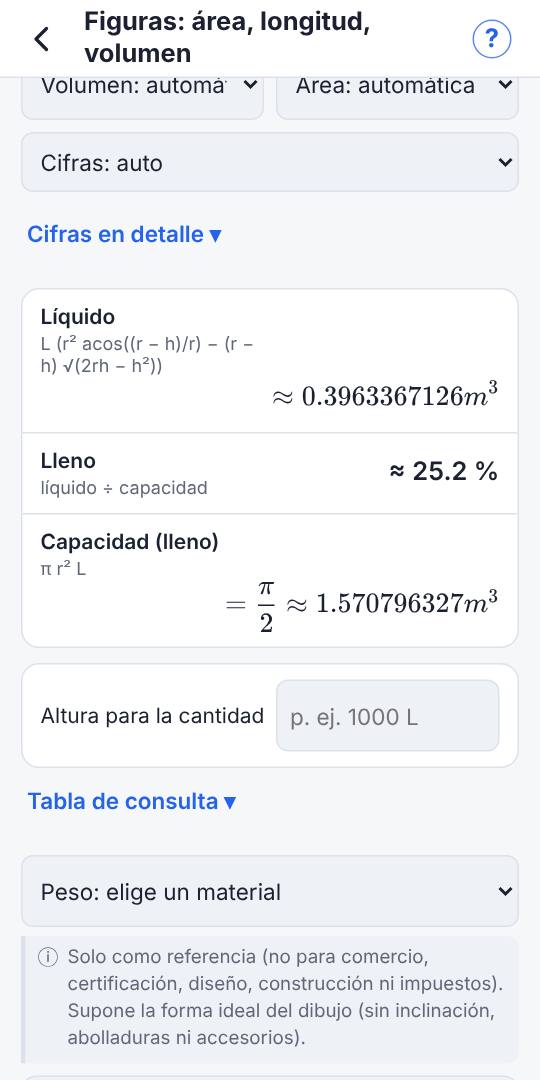 Figuras: área, longitud,
volumen
?
Volumen: automá
Área: automática
Cifras: auto
Cifras en detalle ▾
Líquido
L (r² acos((r − h)/r) − (r −
h) √(2rh − h²))
≈ 0.3963367126m³
Lleno
líquido ÷ capacidad
≈ 25.2 %
Capacidad (lleno)
π r² L
= π/2 ≈ 1.570796327m³
Altura para la cantidad
p. ej. 1000 L
Tabla de consulta ▾
Peso: elige un material
ⓘ Solo como referencia (no para comercio,
certificación, diseño, construcción ni impuestos).
Supone la forma ideal del dibujo (sin inclinación,
abolladuras ni accesorios).